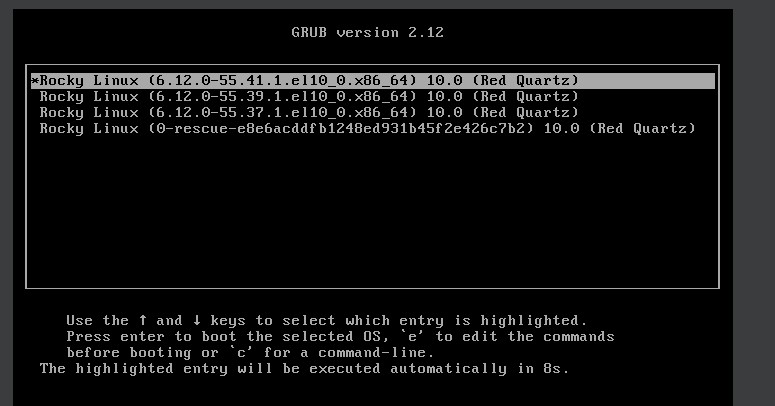 GRUB version 2.12
*Rocky Linux (6.12.0-55.41.1.el10_0.x86_64) 10.0 (Red Quartz)
Rocky Linux (6.12.0-55.39.1.el10_0.x86_64) 10.0 (Red Quartz)
Rocky Linux (6.12.0-55.37.1.el10_0.x86_64) 10.0 (Red Quartz)
Rocky Linux (0-rescue-e8e6acddfb1248ed931b45f2e426c7b2) 10.0 (Red Quartz)
Use the ↑ and ↓ keys to select which entry is highlighted.
Press enter to boot the selected OS, `e' to edit the commands
before booting or `c' for a command-line.
The highlighted entry will be executed automatically in 8s.